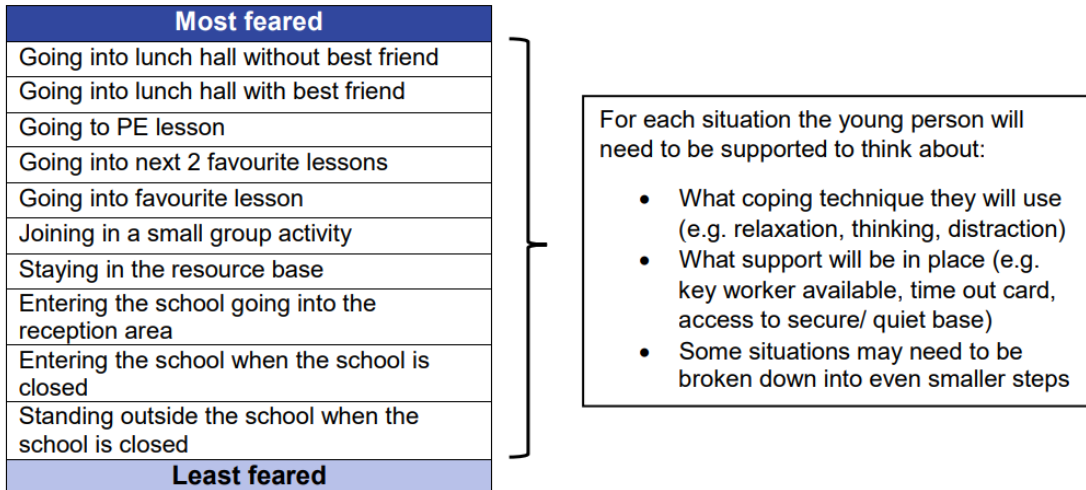 Most feared
Going into lunch hall without best friend
Going into lunch hall with best friend
Going to PE lesson
Going into next 2 favourite lessons
Going into favourite lesson
Joining in a small group activity
Staying in the resource base
Entering the school going into the
reception area
Entering the school when the school is
closed
Standing outside the school when the
school is closed
Least feared
For each situation the young person will
need to be supported to think about:
• What coping technique they will use
(e.g. relaxation, thinking, distraction)
• What support will be in place (e.g.
key worker available, time out card,
access to secure/ quiet base)
• Some situations may need to be
broken down into even smaller steps